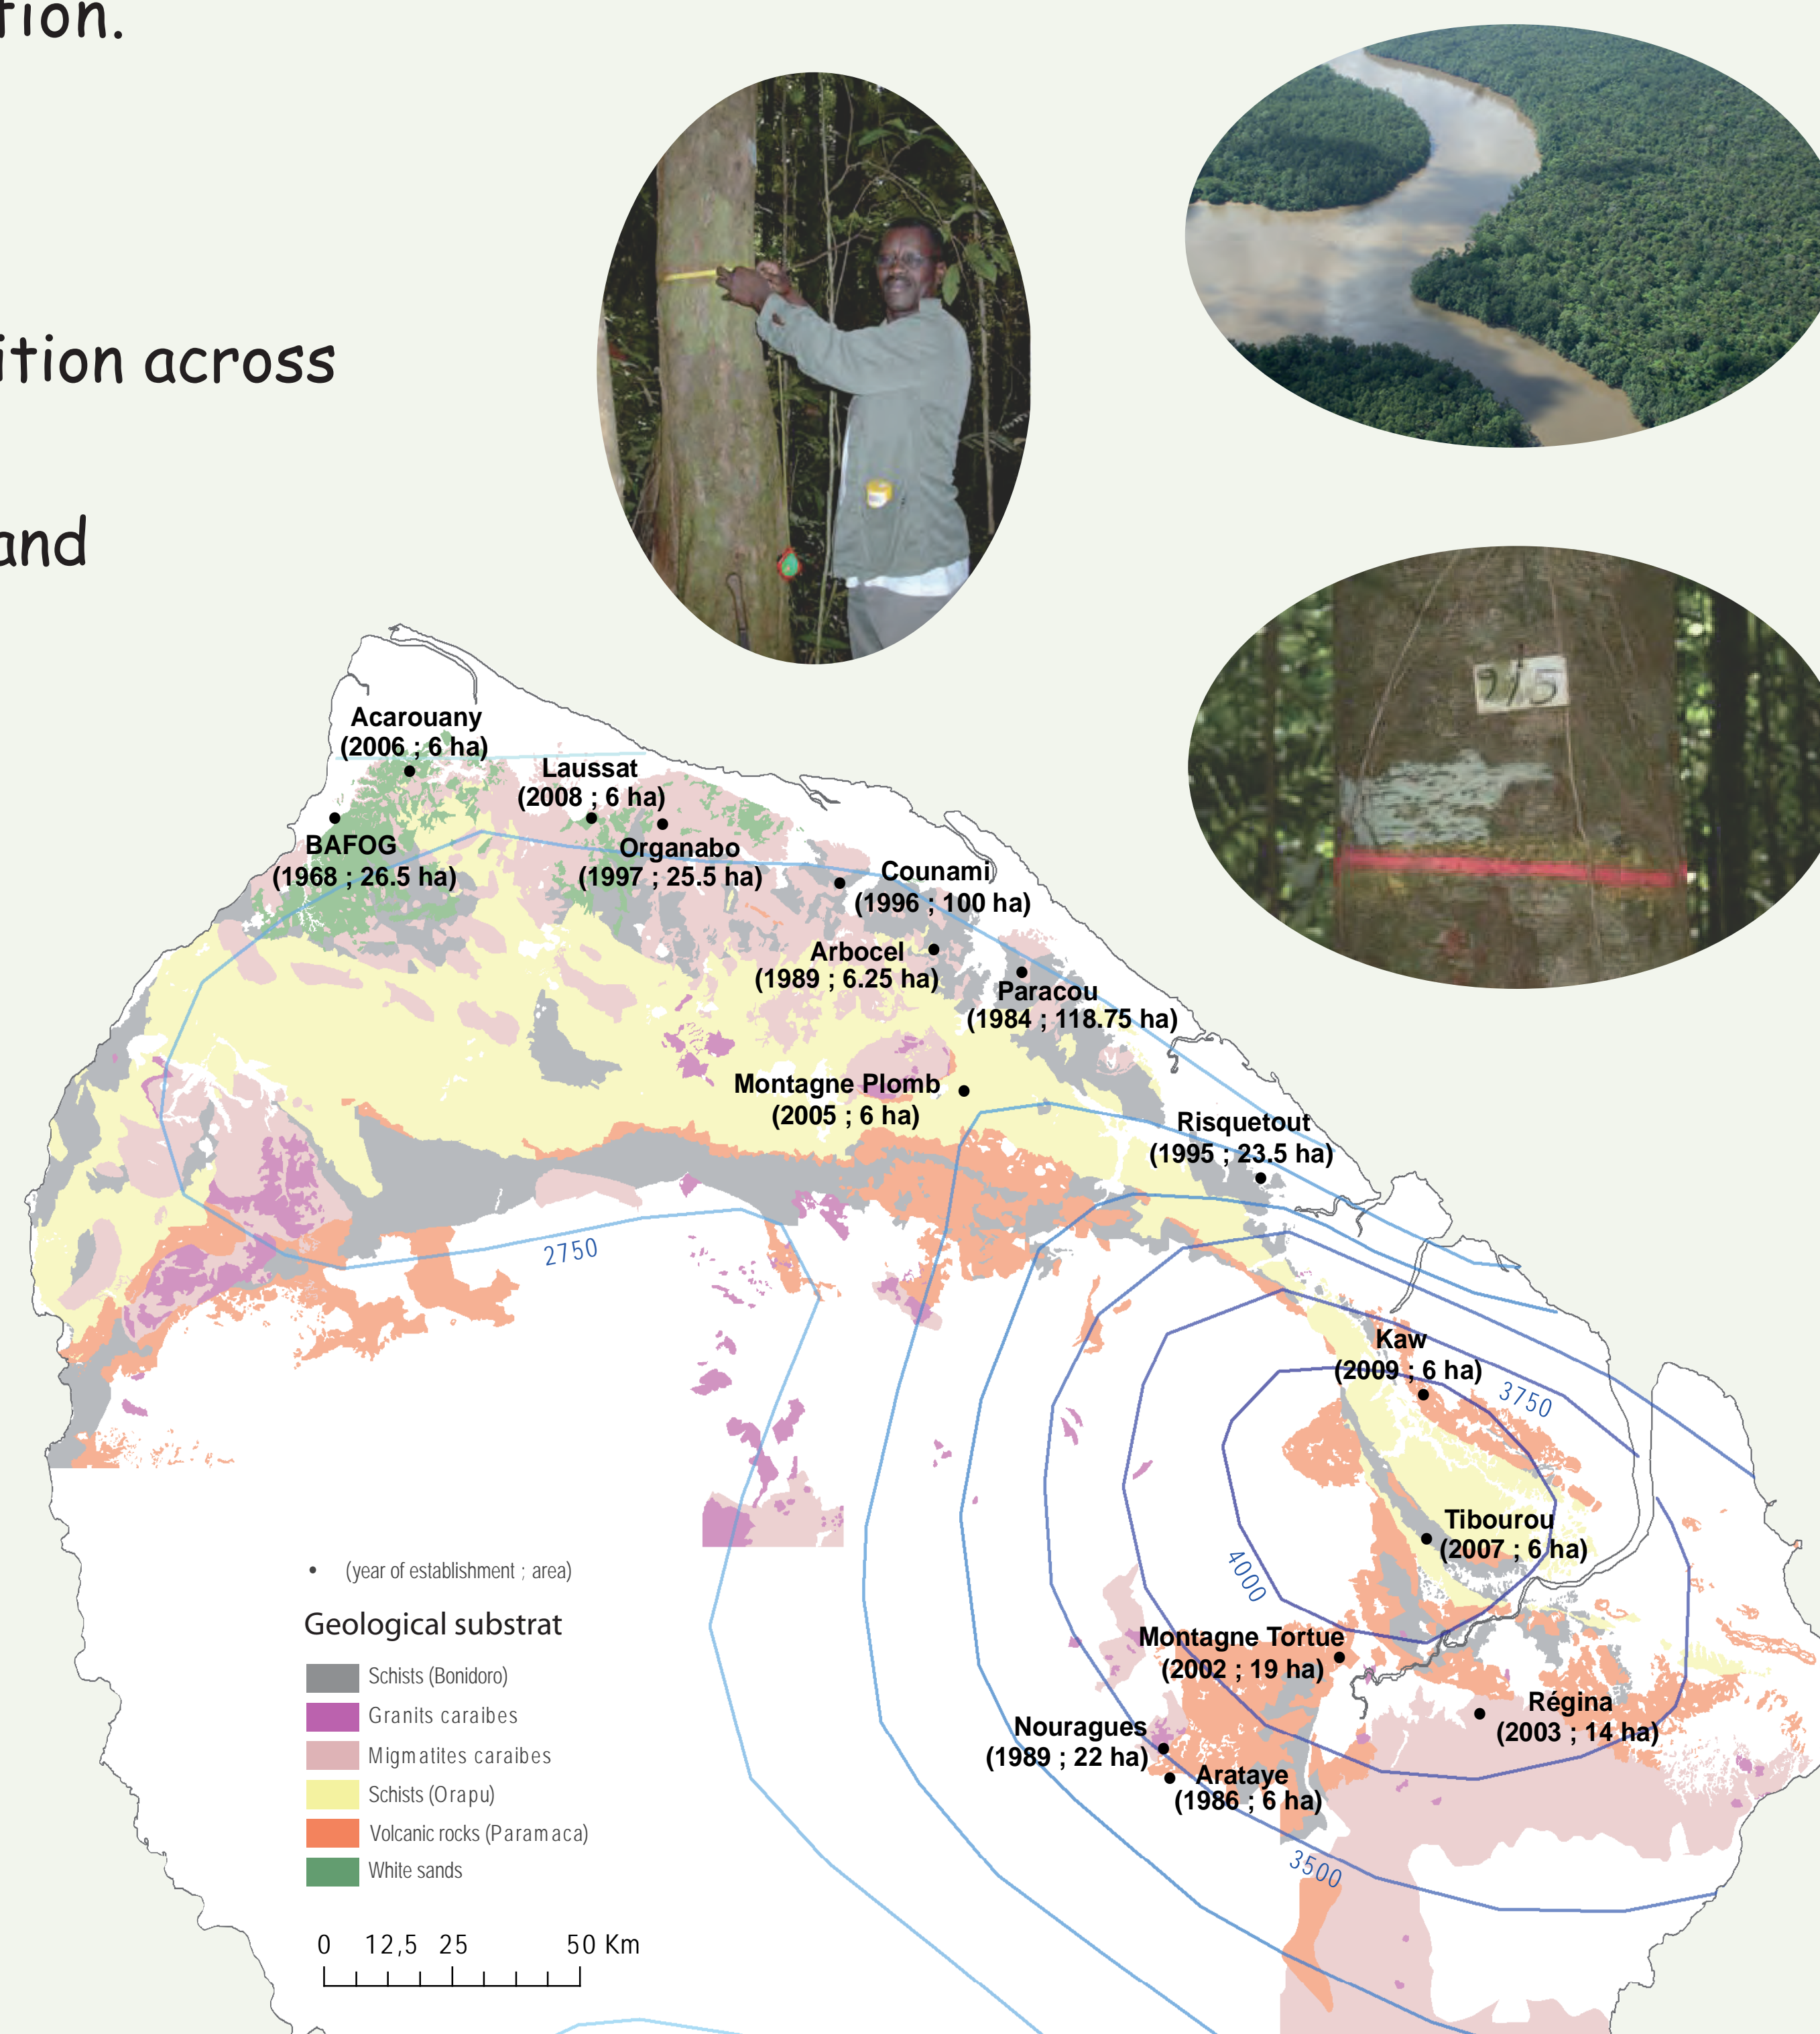 tion.
ition across
and
915
Acarouany
(2006 ; 6 ha)
Laussat
(2008 ; 6 ha)
BAFOG
(1968 ; 26.5 ha)
Organabo
(1997 ; 25.5 ha)
Counami
(1996 ; 100 ha)
Arbocel
(1989 ; 6.25 ha)
Paracou
(1984 ; 118.75 ha)
Montagne Plomb
(2005 ; 6 ha)
Risquetout
(1995 ; 23.5 ha)
2750
Kaw
(2009 ; 6 ha)
3750
Tibourou
(2007 ; 6 ha)
4000
Montagne Tortue
(2002 ; 19 ha)
Régina
(2003 ; 14 ha)
Nouragues
(1989 ; 22 ha)
Arataye
(1986 ; 6 ha)
3500
(year of establishment ; area)
Geological substrat
Schists (Bonidoro)
Granits caraibes
Migmatites caraibes
Schists (Orapu)
Volcanic rocks (Paramaca)
White sands
0 12,5 25 50 Km